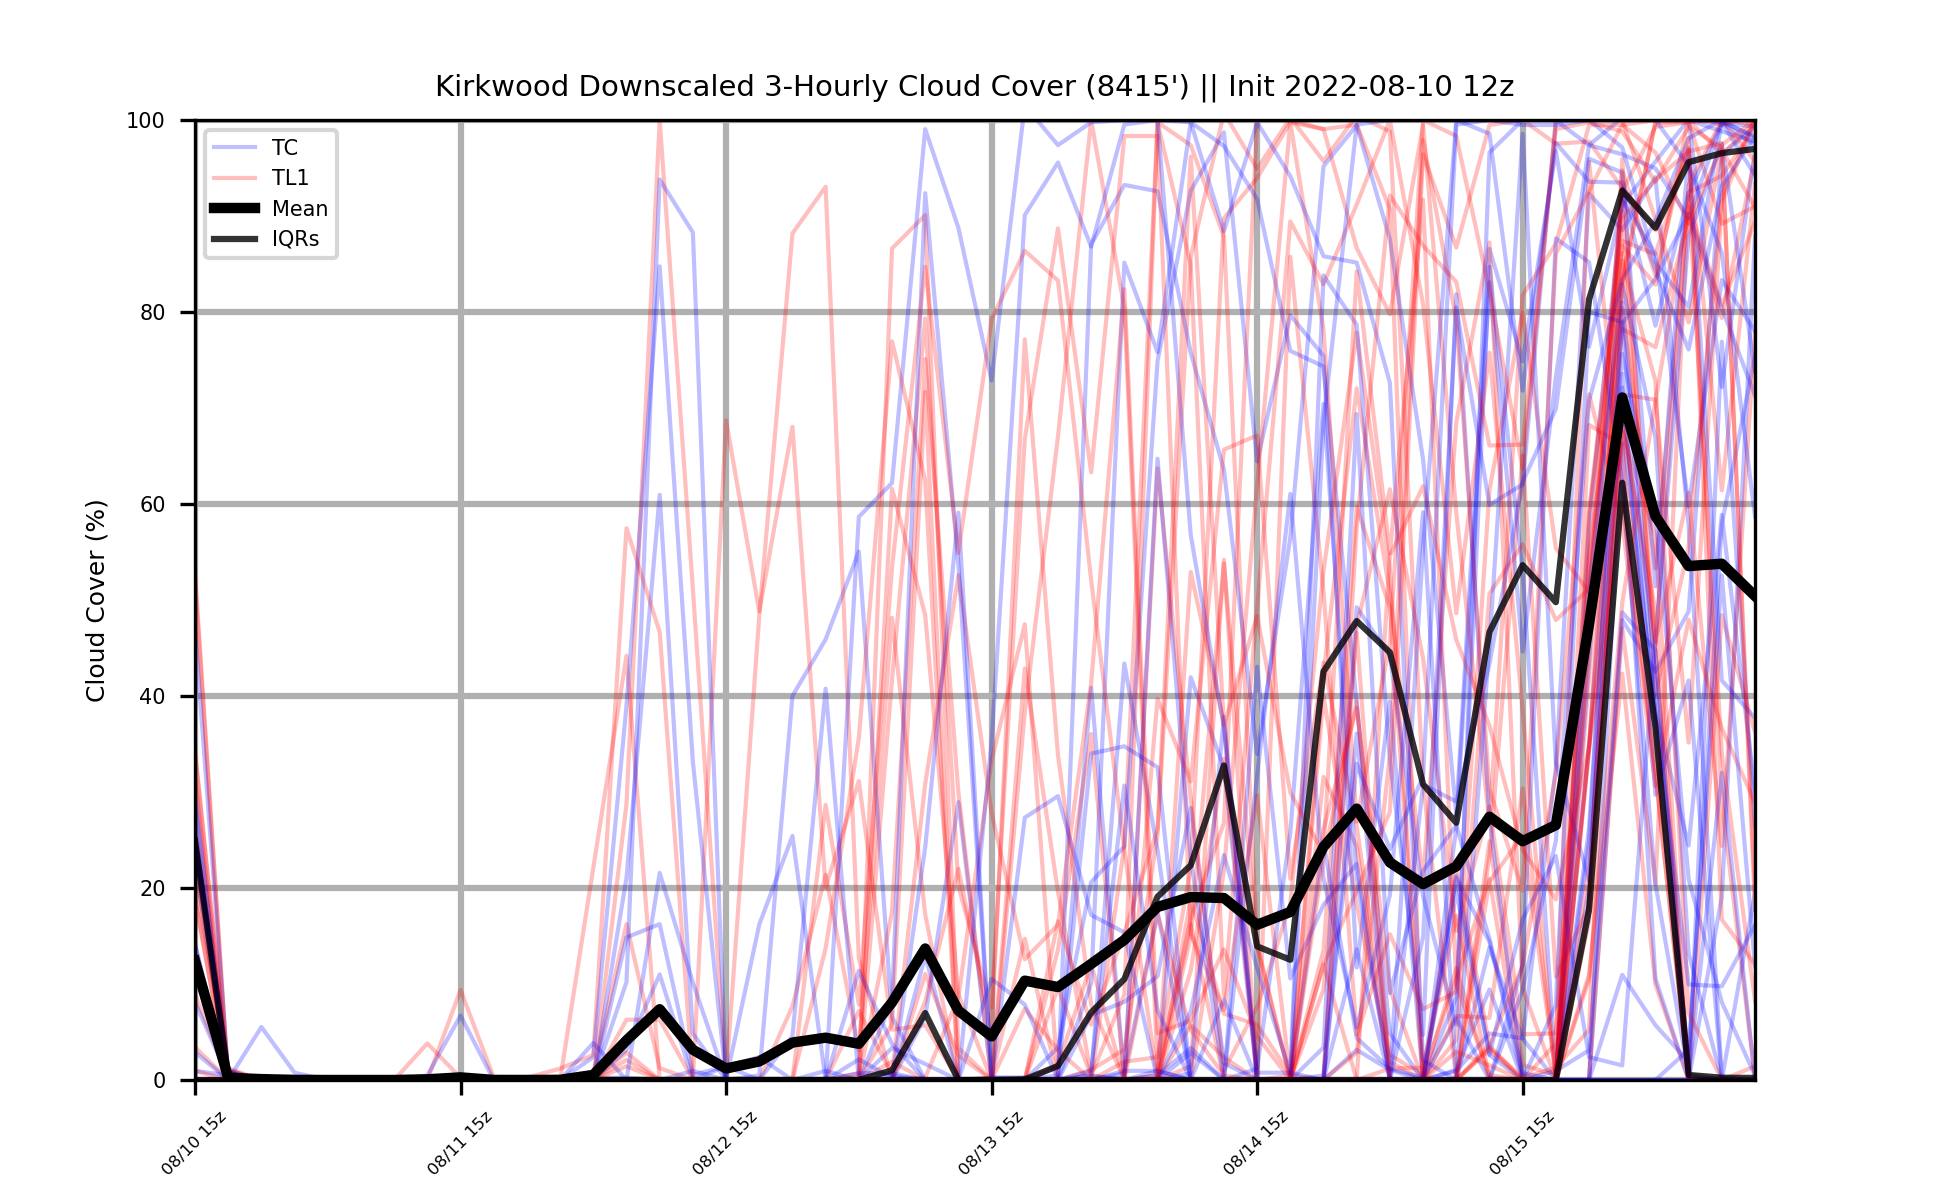 Kirkwood Downscaled 3-Hourly Cloud Cover (8415') || Init 2022-08-10 12z
100
80
60
40
20
0
Cloud Cover (%)
TC
TL1
Mean
IQRs
08/10 15z
08/11 15z
08/12 15z
08/13 15z
08/14 15z
08/15 15z